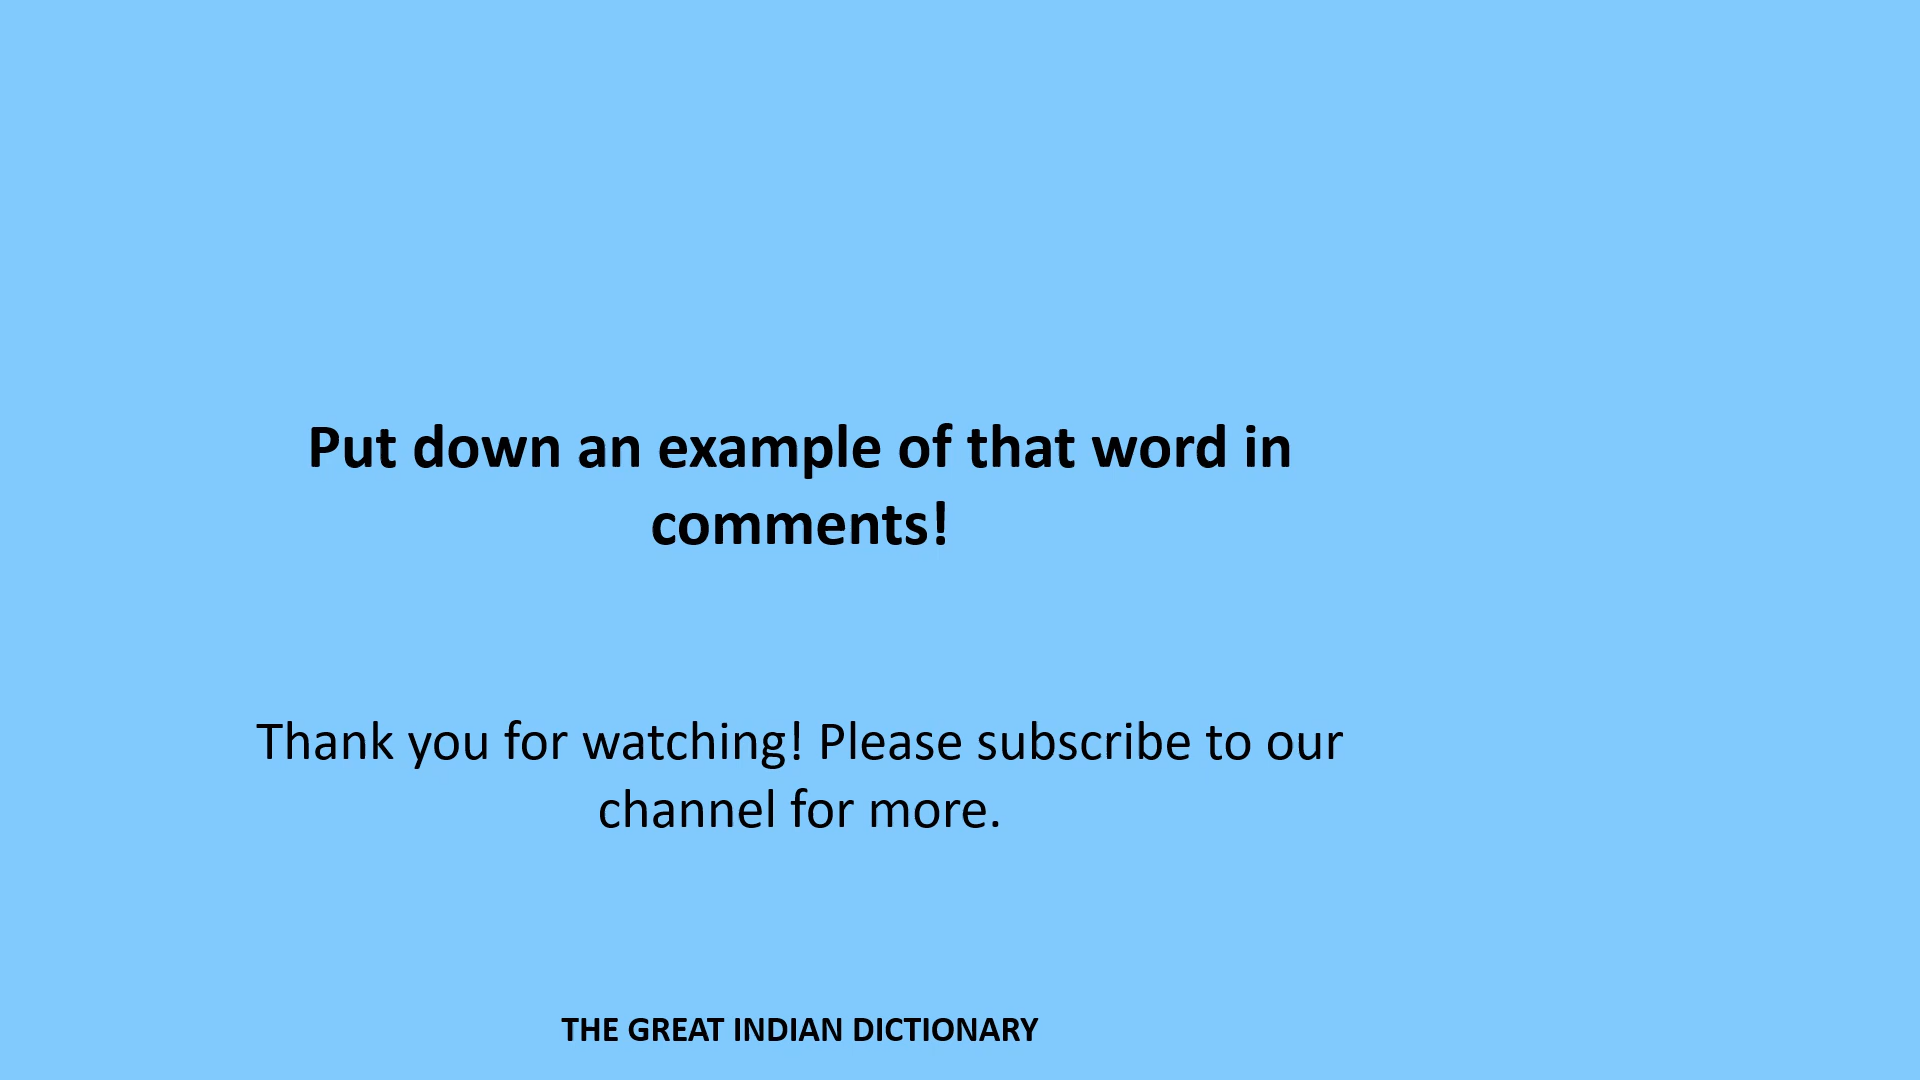 Put down an example of that word in
comments!
Thank you for watching! Please subscribe to our
channel for more.
THE GREAT INDIAN DICTIONARY